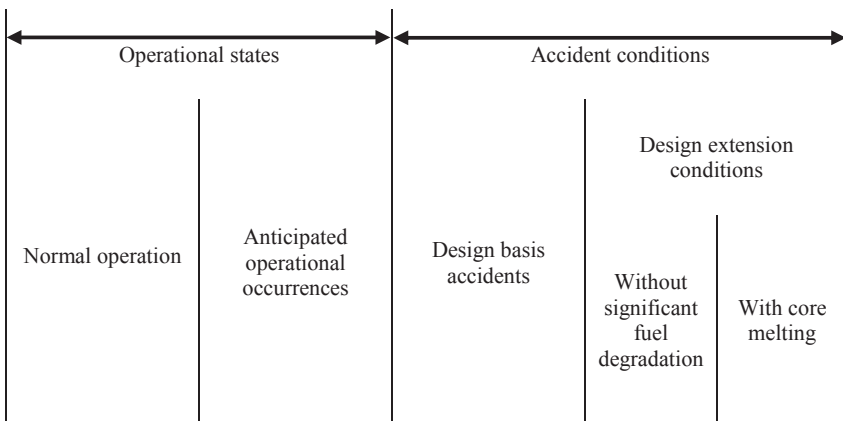 Operational states
Accident conditions
Design extension
conditions
Normal operation
Anticipated
operational
occurrences
Design basis
accidents
Without
significant
fuel
degradation
With core
melting